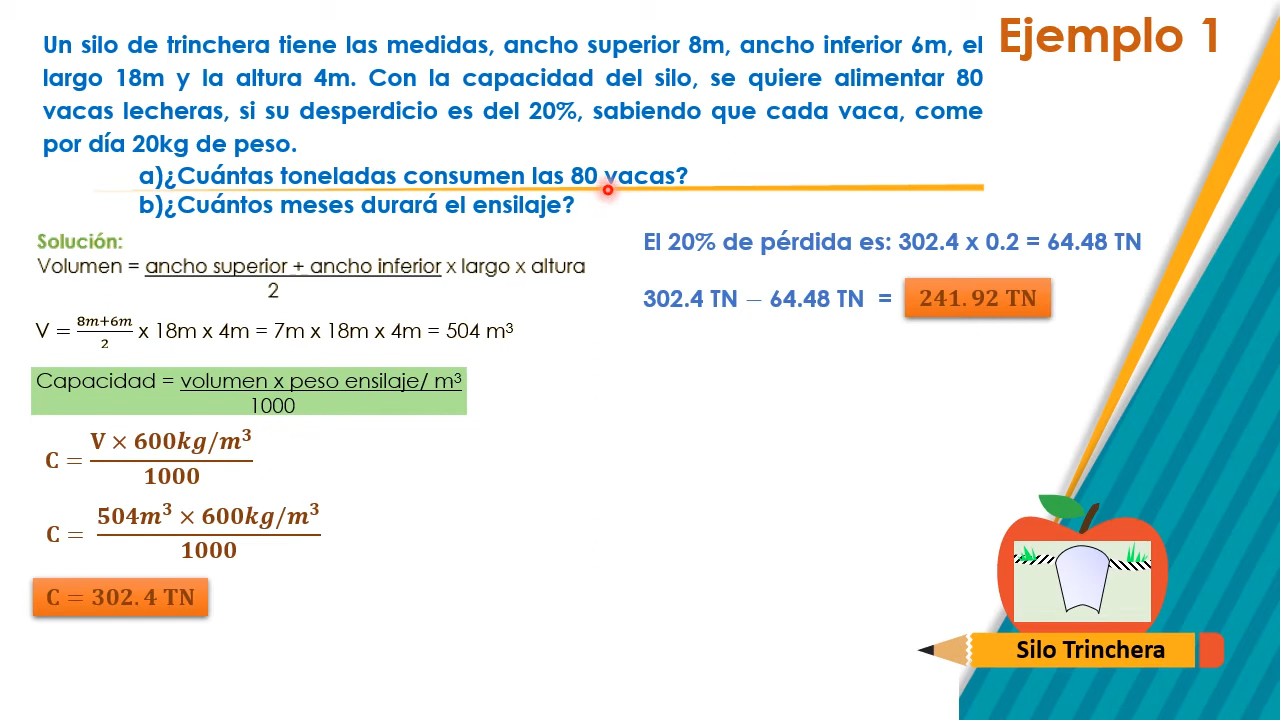 Ejemplo 1
Un silo de trinchera tiene las medidas, ancho superior 8m, ancho inferior 6m, el
largo 18m y la altura 4m. Con la capacidad del silo, se quiere alimentar 80
vacas lecheras, si su desperdicio es del 20%, sabiendo que cada vaca, come
por día 20kg de peso.
a)¿Cuántas toneladas consumen las 80 vacas?
b)¿Cuántos meses durará el ensilaje?
Solución:
Volumen = ancho superior + ancho inferior x largo x altura
2
V = 8m+6m/2 x 18m x 4m = 7m x 18m x 4m = 504 m³
Capacidad = volumen x peso ensilaje/ m³
1000
C = V × 600kg/m³
1000
C = 504m³ × 600kg/m³
1000
C = 302.4 TN
El 20% de pérdida es: 302.4 x 0.2 = 64.48 TN
302.4 TN − 64.48 TN = 241.92 TN
Silo Trinchera